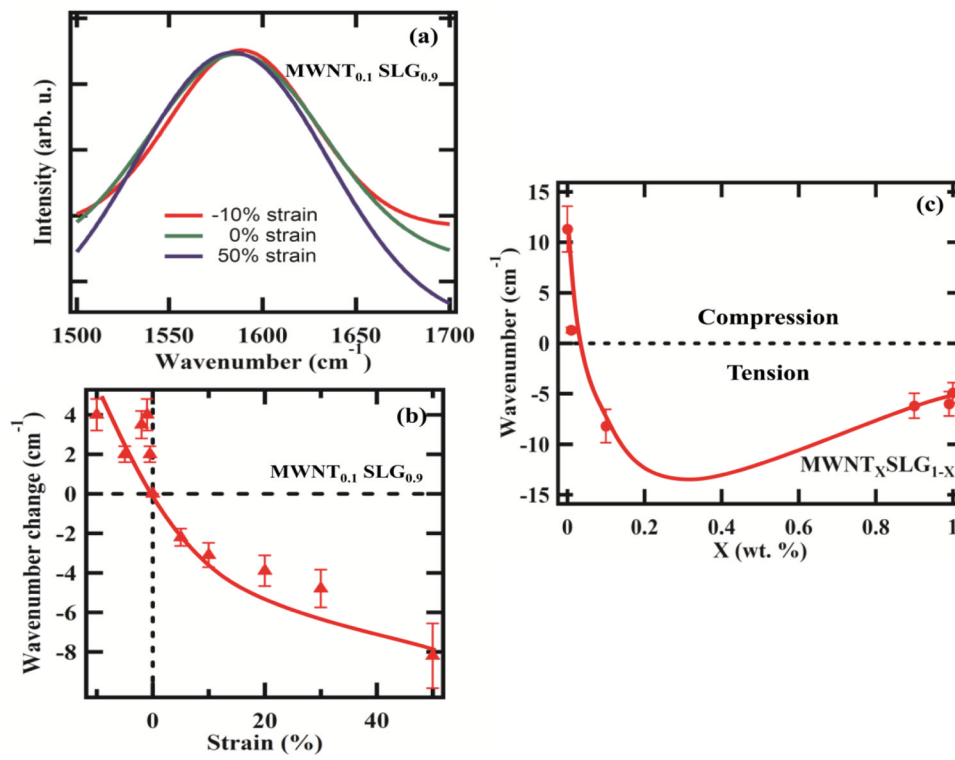 (a)
MWNT0.1 SLG0.9
Intensity (arb. u.)
-10% strain
0% strain
50% strain
1500 1550 1600 1650 1700
Wavenumber (cm-1)
(b)
4
2
0
-2
-4
-6
-8
Wavenumber change (cm-1)
MWNT0.1 SLG0.9
0 20 40
Strain (%)
(c)
15
10
5
0
-5
-10
-15
Wavenumber (cm-1)
Compression
Tension
MWNTXSLG1-X
0 0.2 0.4 0.6 0.8 1
X (wt. %)